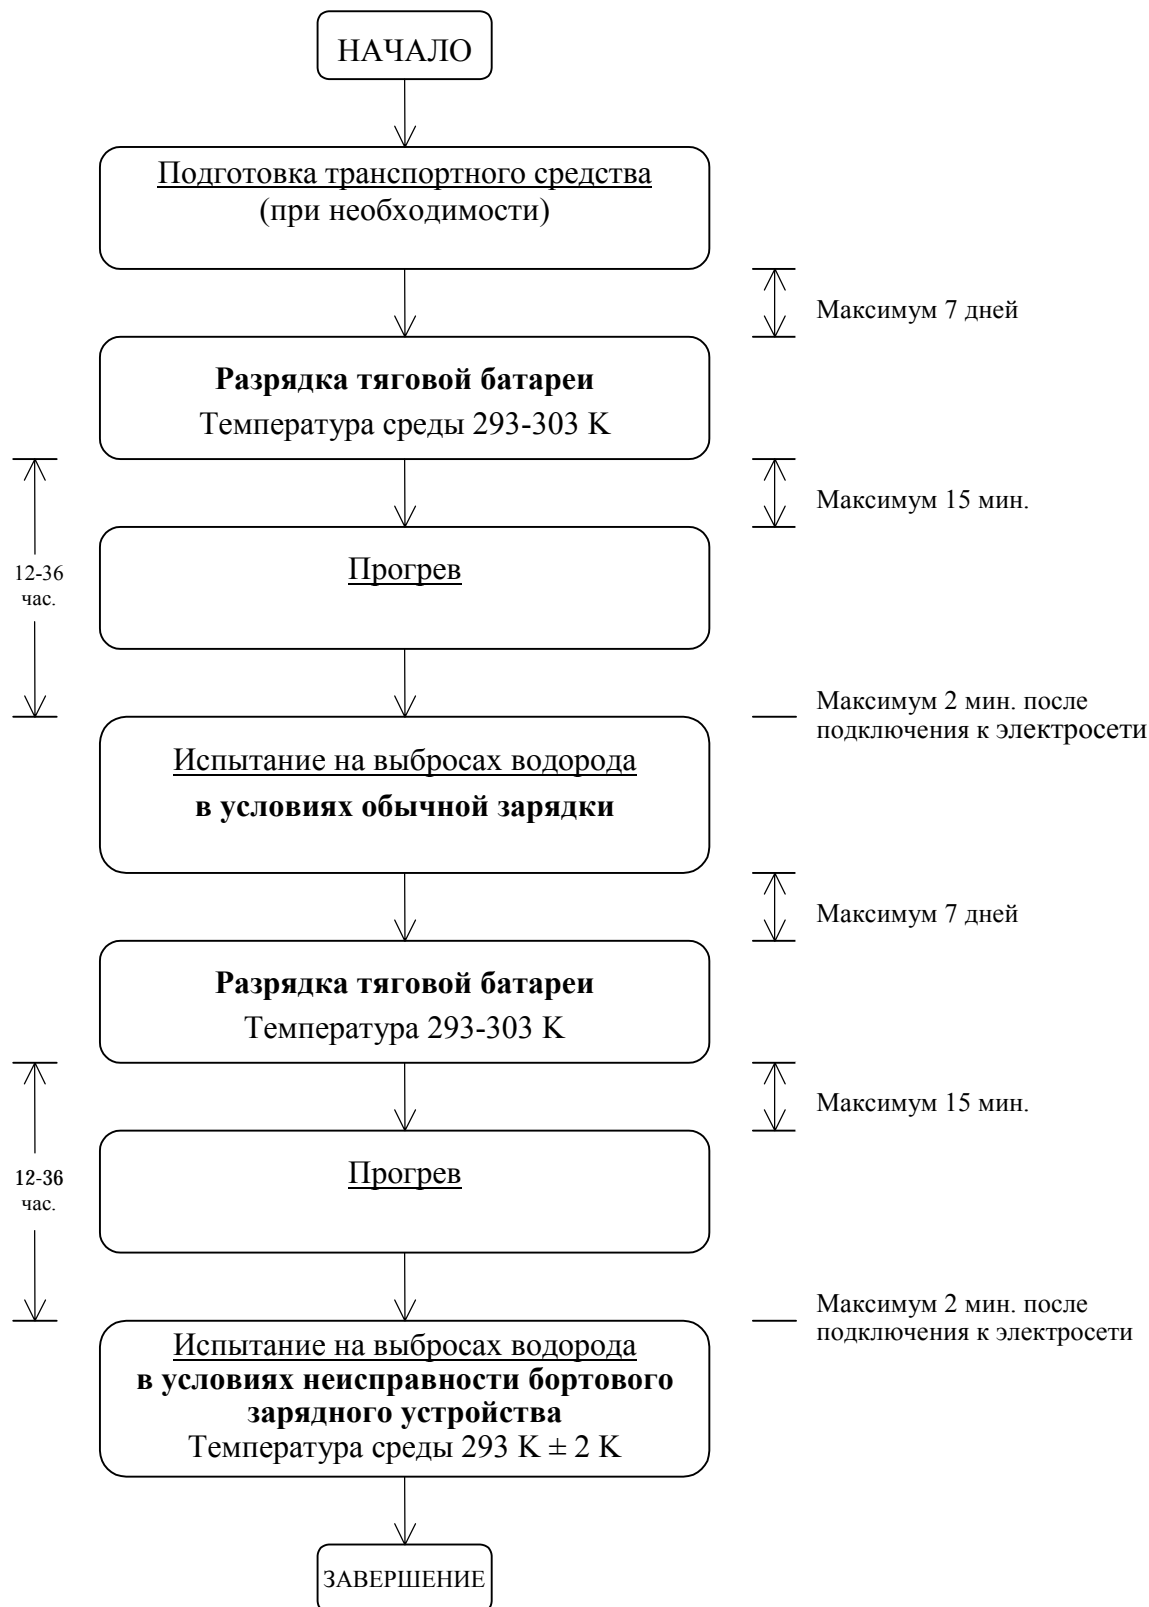 НАЧАЛО
Подготовка транспортного средства
(при необходимости)
Максимум 7 дней
Разрядка тяговой батареи
Температура среды 293-303 K
Максимум 15 мин.
12-36
час.
Прогрев
Максимум 2 мин. после
подключения к электросети
Испытание на выбросах водорода
в условиях обычной зарядки
Максимум 7 дней
Разрядка тяговой батареи
Температура 293-303 K
Максимум 15 мин.
12-36
час.
Прогрев
Максимум 2 мин. после
подключения к электросети
Испытание на выбросах водорода
в условиях неисправности бортового
зарядного устройства
Температура среды 293 K ± 2 K
ЗАВЕРШЕНИЕ